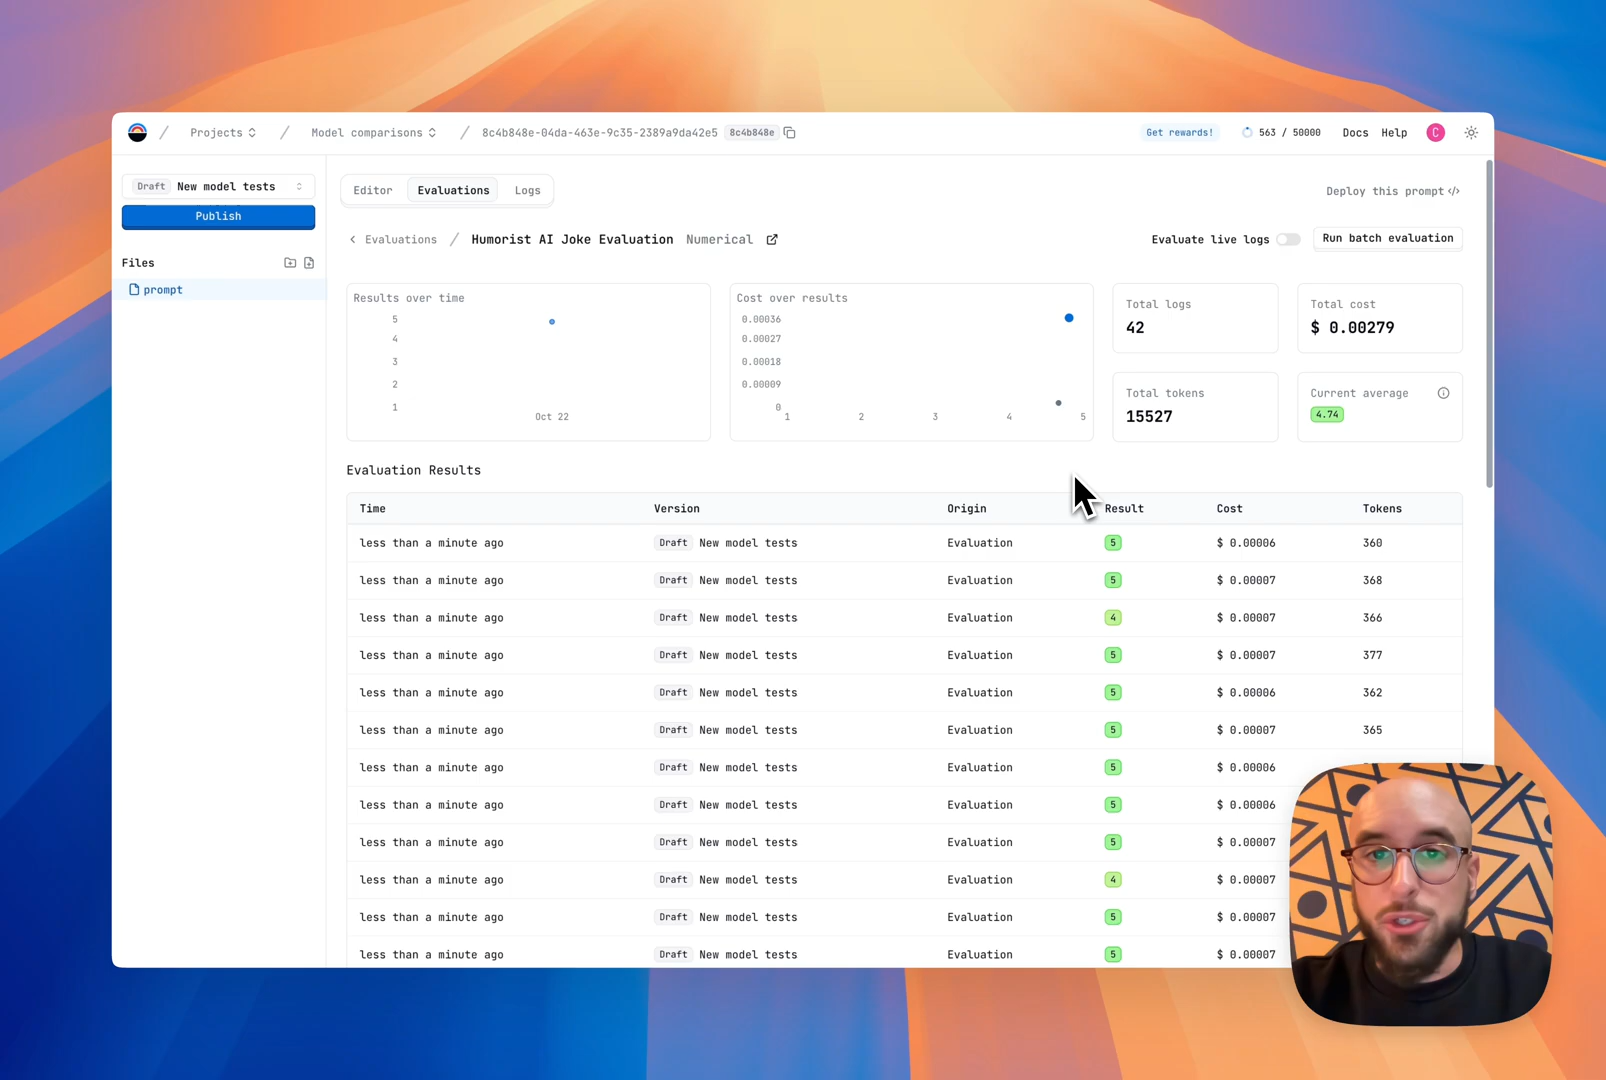 / Projects / Model comparisons / 8c4b848e-04da-463e-9c35-2389a9da42e5 8c4b848e Get rewards! 563 / 50000 Docs Help C
Draft New model tests
Publish
Files
prompt
Editor Evaluations Logs Deploy this prompt
Evaluations / Humorist AI Joke Evaluation Numerical Evaluate live logs Run batch evaluation
Results over time
5
4
3
2
1
Oct 22
Cost over results
0.00036
0.00027
0.00018
0.00009
0
1 2 3 4 5
Total logs
42
Total cost
$ 0.00279
Total tokens
15527
Current average
4.74
Evaluation Results
Time Version Origin Result Cost Tokens
less than a minute ago Draft New model tests Evaluation 5 $ 0.00006 360
less than a minute ago Draft New model tests Evaluation 5 $ 0.00007 368
less than a minute ago Draft New model tests Evaluation 4 $ 0.00007 366
less than a minute ago Draft New model tests Evaluation 5 $ 0.00007 377
less than a minute ago Draft New model tests Evaluation 5 $ 0.00006 362
less than a minute ago Draft New model tests Evaluation 5 $ 0.00007 365
less than a minute ago Draft New model tests Evaluation 5 $ 0.00006
less than a minute ago Draft New model tests Evaluation 5 $ 0.00006
less than a minute ago Draft New model tests Evaluation 5 $ 0.00007
less than a minute ago Draft New model tests Evaluation 4 $ 0.00007
less than a minute ago Draft New model tests Evaluation 5 $ 0.00007
less than a minute ago Draft New model tests Evaluation 5 $ 0.00007